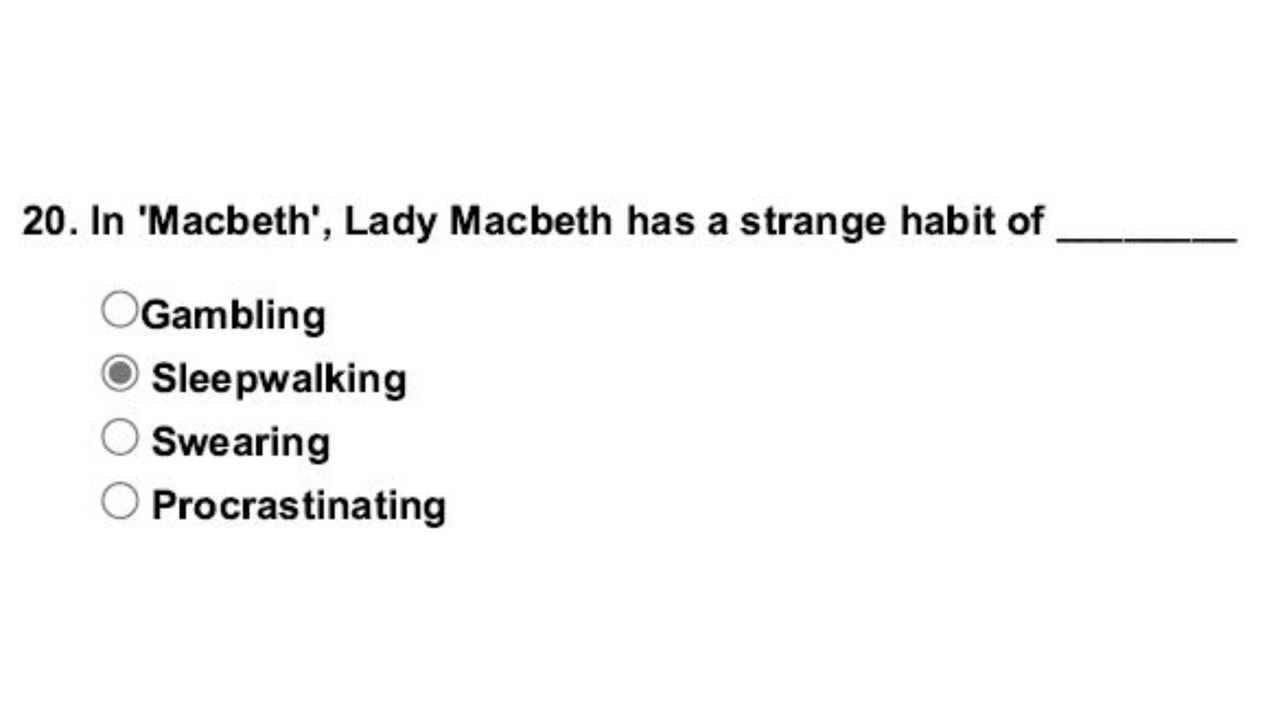 20. In 'Macbeth', Lady Macbeth has a strange habit of ________
Gambling
Sleepwalking
Swearing
Procrastinating